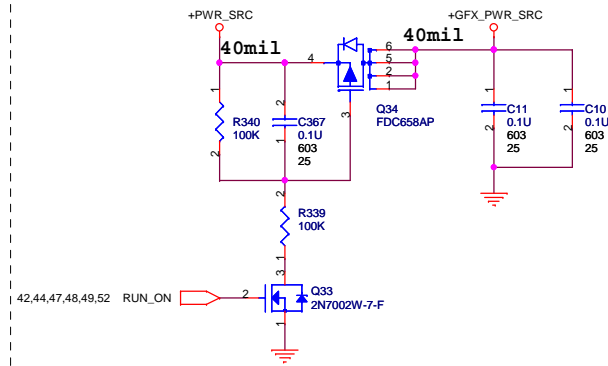 +PWR_SRC
+GFX_PWR_SRC
40mil
40mil
4
6
5
2
1
3
Q34
FDC658AP
1
R340
100K
2
2
C367
0.1U
603
25
1
1
C11
0.1U
603
25
2
1
C10
0.1U
603
25
2
2
R339
100K
1
3
Q33
2N7002W-7-F
2
1
42,44,47,48,49,52 RUN_ON